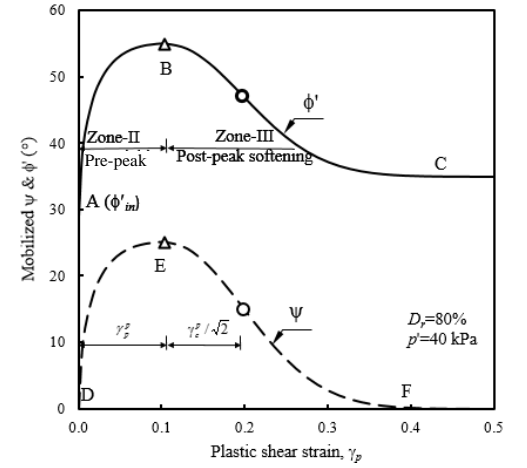 60
50
40
30
20
10
0
Mobilized ψ & ϕ' (°)
B
ϕ'
Zone-II
Zone-III
Pre-peak
Post-peak softening
C
A (ϕ'in)
E
γ_p^p
γ_c^p/√2
ψ
Dr=80%
p'=40 kPa
D
F
0.0 0.1 0.2 0.3 0.4 0.5
Plastic shear strain, γp